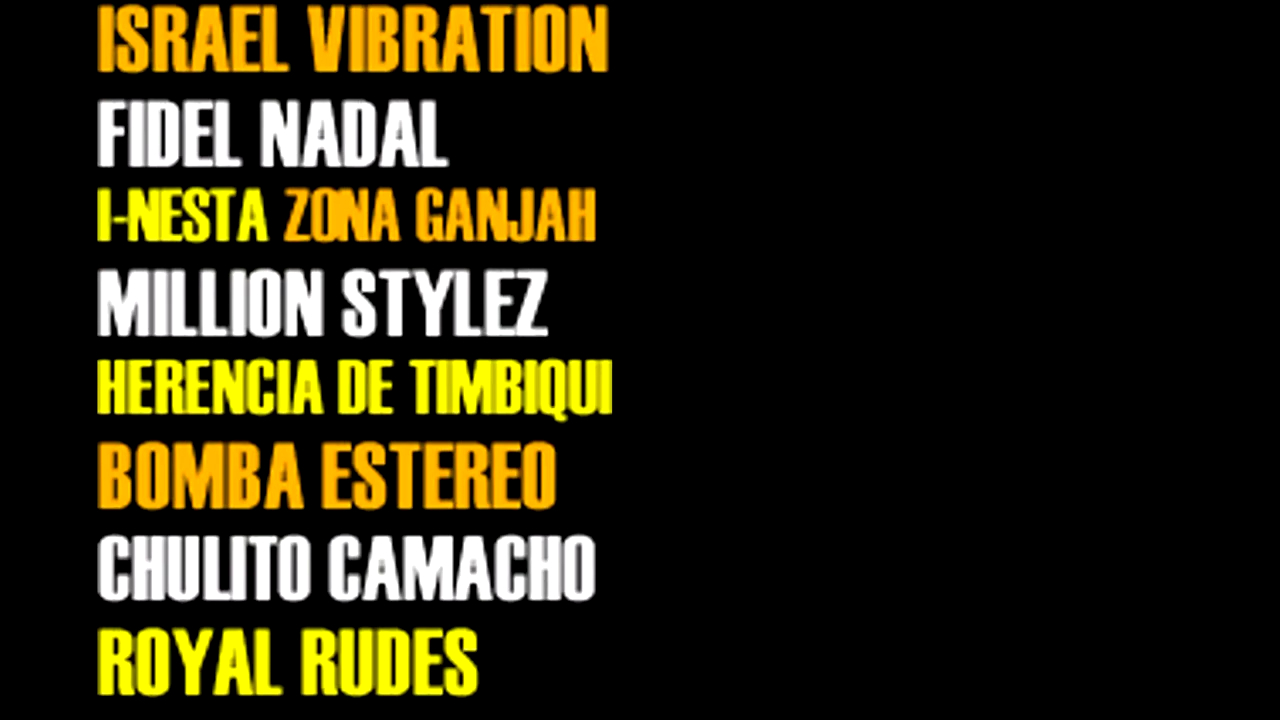 ISRAEL VIBRATION
FIDEL NADAL
I-NESTA ZONA GANJAH
MILLION STYLEZ
HERENCIA DE TIMBIQUI
BOMBA ESTEREO
CHULITO CAMACHO
ROYAL RUDES